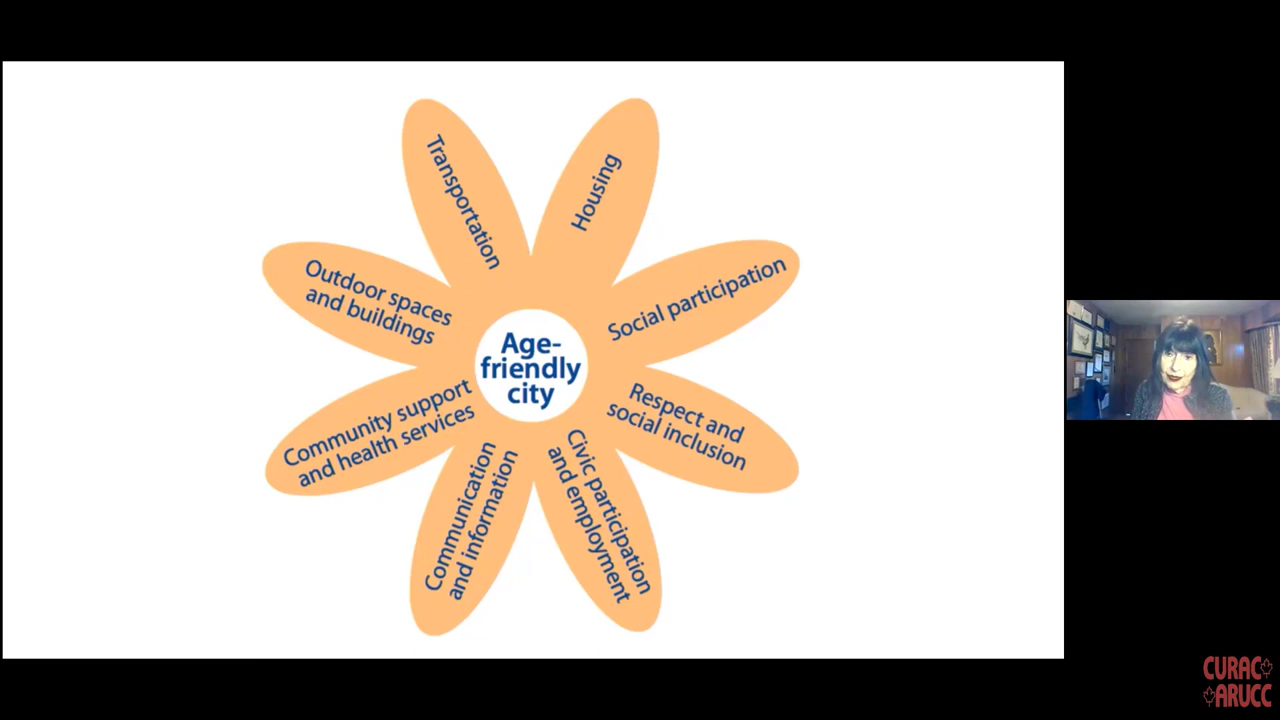 Transportation
Housing
Outdoor spaces
and buildings
Social participation
Age-
friendly
city
Community support
and health services
Respect and
social inclusion
Communication
and information
Civic participation
and employment
CURAC
ARUCC